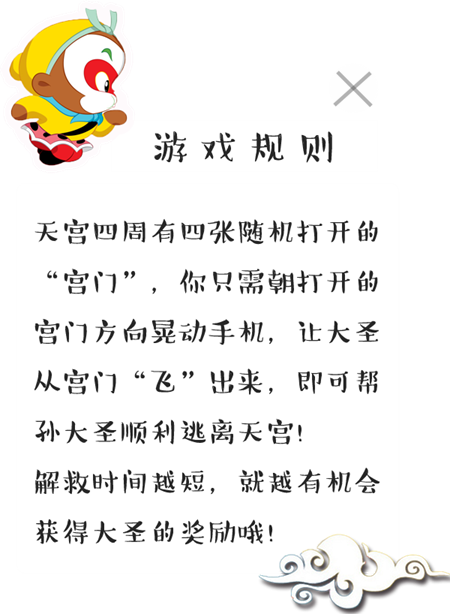 游戏规则
天宫四周有四张随机打开的
“宫门”，你只需朝打开的
宫门方向晃动手机，让大圣
从宫门“飞”出来，即可帮
孙大圣顺利逃离天宫！
解救时间越短，就越有机会
获得大圣的奖励哦！